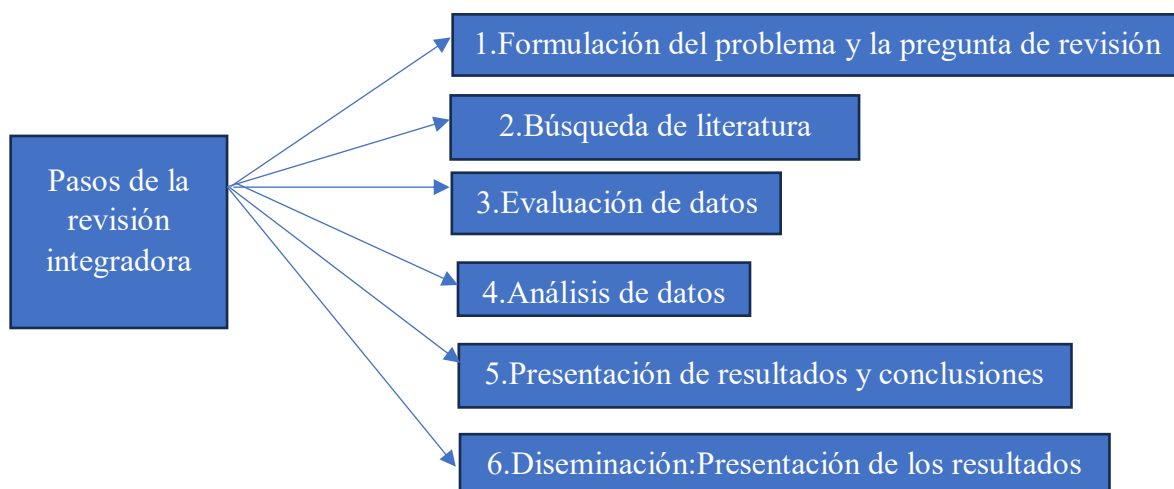 Pasos de la
revisión
integradora
1.Formulación del problema y la pregunta de revisión
2.Búsqueda de literatura
3.Evaluación de datos
4.Análisis de datos
5.Presentación de resultados y conclusiones
6.Diseminación:Presentación de los resultados